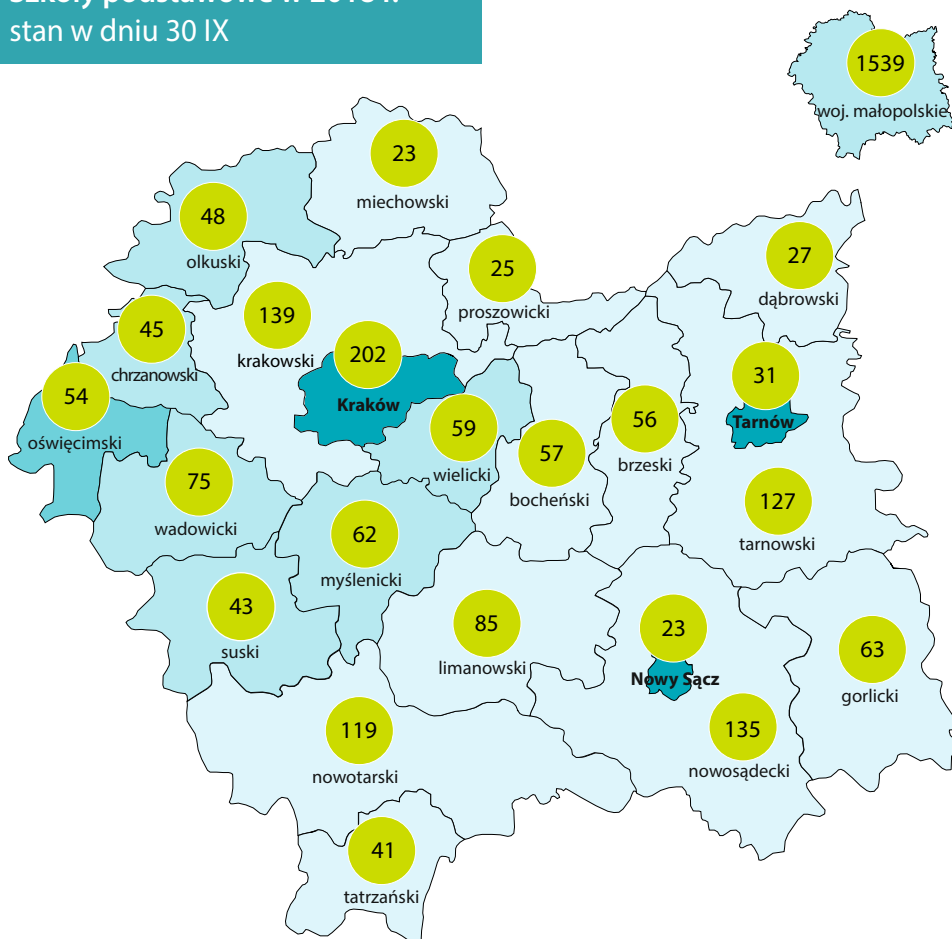 stan w dniu 30 IX
1539
woj. małopolskie
23
miechowski
48
olkuski
27
dąbrowski
25
proszowicki
139
krakowski
45
chrzanowski
202
Kraków
31
Tarnów
54
oświęcimski
59
wielicki
56
brzeski
57
bocheński
75
wadowicki
127
tarnowski
62
myślenicki
43
suski
85
limanowski
23
Nowy Sącz
63
gorlicki
119
nowotarski
135
nowosądecki
41
tatrzański